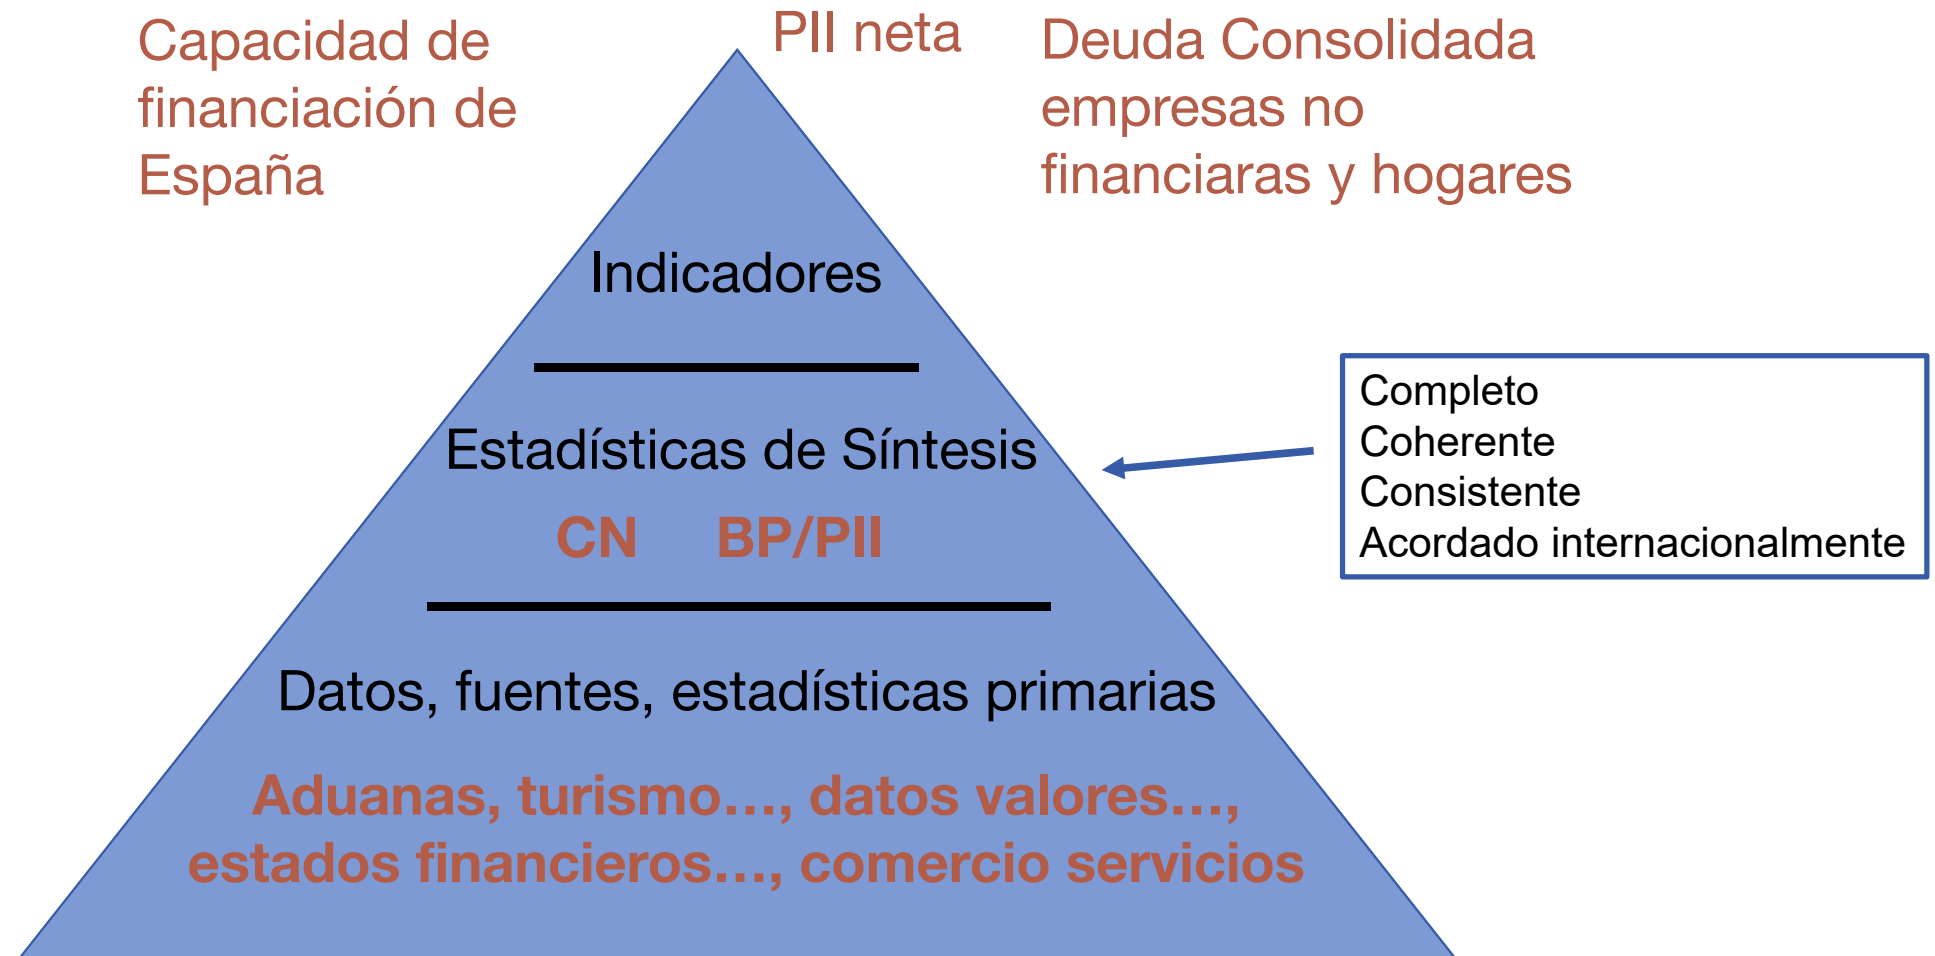 Capacidad de
financiación de
España
PII neta
Deuda Consolidada
empresas no
financiaras y hogares
Indicadores
Estadísticas de Síntesis
CN BP/PII
Completo
Coherente
Consistente
Acordado internacionalmente
Datos, fuentes, estadísticas primarias
Aduanas, turismo…, datos valores…,
estados financieros…, comercio servicios